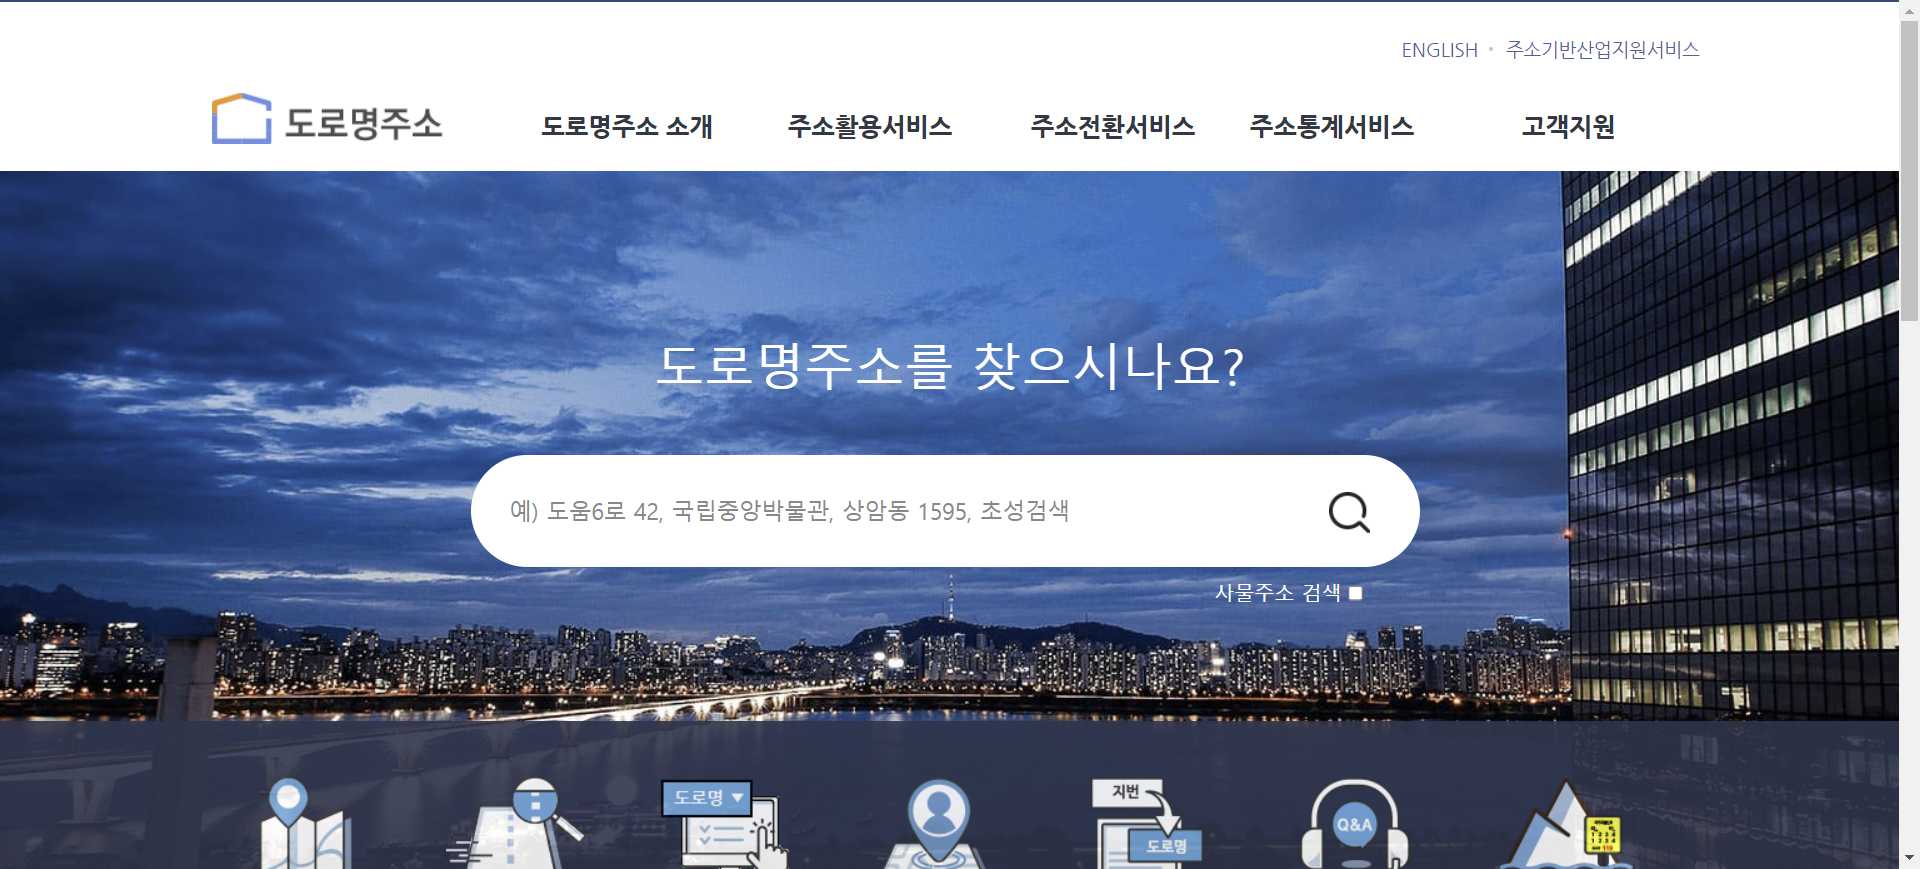 ENGLISH • 주소기반산업지원서비스
도로명주소
도로명주소 소개 주소활용서비스 주소전환서비스 주소통계서비스 고객지원
도로명주소를 찾으시나요?
예) 도움6로 42, 국립중앙박물관, 상암동 1595, 초성검색
사물주소 검색
도로명 ▼
지번
도로명
Q&A